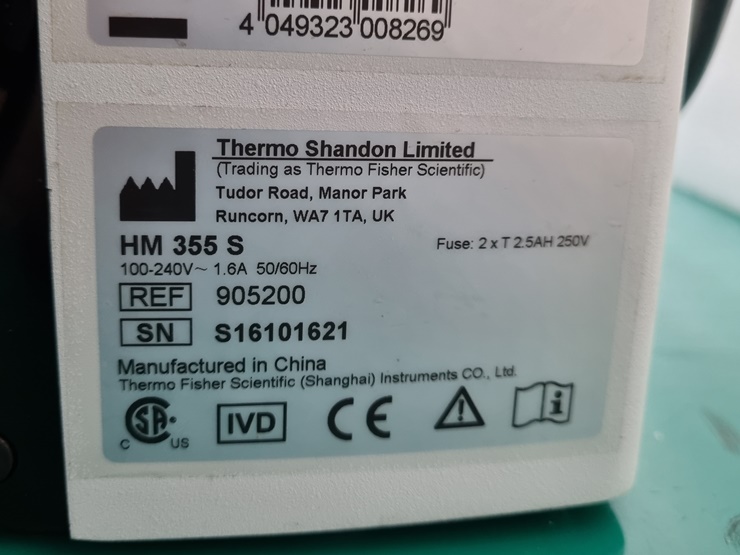 4 049323 008269
Thermo Shandon Limited
(Trading as Thermo Fisher Scientific)
Tudor Road, Manor Park
Runcorn, WA7 1TA, UK
HM 355 S
Fuse: 2 x T 2.5AH 250V
100-240V~ 1.6A 50/60Hz
REF 905200
SN S16101621
Manufactured in China
Thermo Fisher Scientific (Shanghai) Instruments CO., Ltd.
C SA US IVD CE ! i